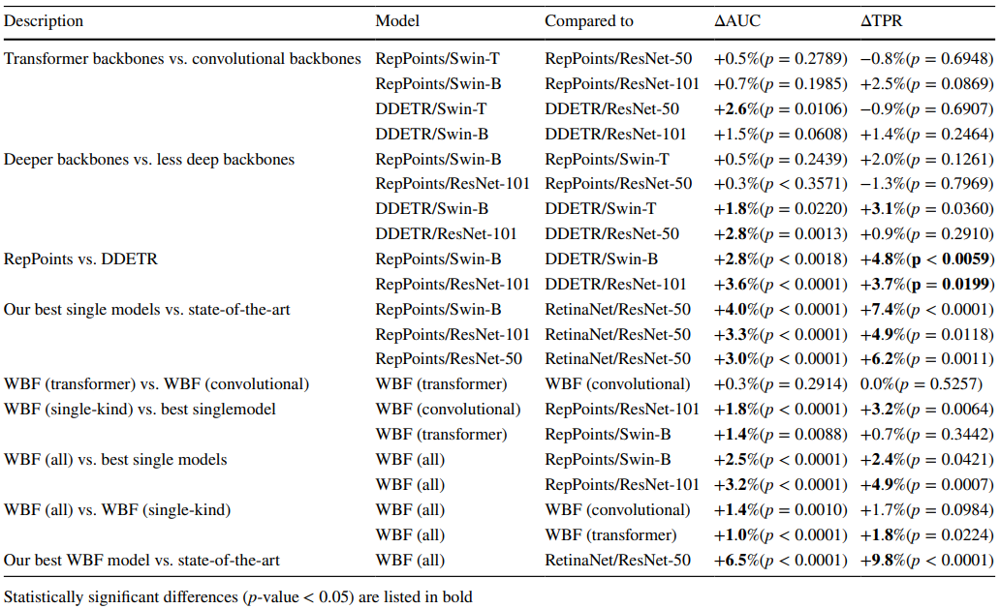 Description Model Compared to ΔAUC ΔTPR
Transformer backbones vs. convolutional backbones RepPoints/Swin-T RepPoints/ResNet-50 +0.5%(p = 0.2789) −0.8%(p = 0.6948)
RepPoints/Swin-B RepPoints/ResNet-101 +0.7%(p = 0.1985) +2.5%(p = 0.0869)
DDETR/Swin-T DDETR/ResNet-50 +2.6%(p = 0.0106) −0.9%(p = 0.6907)
DDETR/Swin-B DDETR/ResNet-101 +1.5%(p = 0.0608) +1.4%(p = 0.2464)
Deeper backbones vs. less deep backbones RepPoints/Swin-B RepPoints/Swin-T +0.5%(p = 0.2439) +2.0%(p = 0.1261)
RepPoints/ResNet-101 RepPoints/ResNet-50 +0.3%(p < 0.3571) −1.3%(p = 0.7969)
DDETR/Swin-B DDETR/Swin-T +1.8%(p = 0.0220) +3.1%(p = 0.0360)
DDETR/ResNet-101 DDETR/ResNet-50 +2.8%(p = 0.0013) +0.9%(p = 0.2910)
RepPoints vs. DDETR RepPoints/Swin-B DDETR/Swin-B +2.8%(p < 0.0018) +4.8%(p < 0.0059)
RepPoints/ResNet-101 DDETR/ResNet-101 +3.6%(p < 0.0001) +3.7%(p = 0.0199)
Our best single models vs. state-of-the-art RepPoints/Swin-B RetinaNet/ResNet-50 +4.0%(p < 0.0001) +7.4%(p < 0.0001)
RepPoints/ResNet-101 RetinaNet/ResNet-50 +3.3%(p < 0.0001) +4.9%(p = 0.0118)
RepPoints/ResNet-50 RetinaNet/ResNet-50 +3.0%(p < 0.0001) +6.2%(p = 0.0011)
WBF (transformer) vs. WBF (convolutional) WBF (transformer) WBF (convolutional) +0.3%(p = 0.2914) 0.0%(p = 0.5257)
WBF (single-kind) vs. best singlemodel WBF (convolutional) RepPoints/ResNet-101 +1.8%(p < 0.0001) +3.2%(p = 0.0064)
WBF (transformer) RepPoints/Swin-B +1.4%(p = 0.0088) +0.7%(p = 0.3442)
WBF (all) vs. best single models WBF (all) RepPoints/Swin-B +2.5%(p < 0.0001) +2.4%(p = 0.0421)
WBF (all) RepPoints/ResNet-101 +3.2%(p < 0.0001) +4.9%(p = 0.0007)
WBF (all) vs. WBF (single-kind) WBF (all) WBF (convolutional) +1.4%(p = 0.0010) +1.7%(p = 0.0984)
WBF (all) WBF (transformer) +1.0%(p < 0.0001) +1.8%(p = 0.0224)
Our best WBF model vs. state-of-the-art WBF (all) RetinaNet/ResNet-50 +6.5%(p < 0.0001) +9.8%(p < 0.0001)
Statistically significant differences (p-value < 0.05) are listed in bold